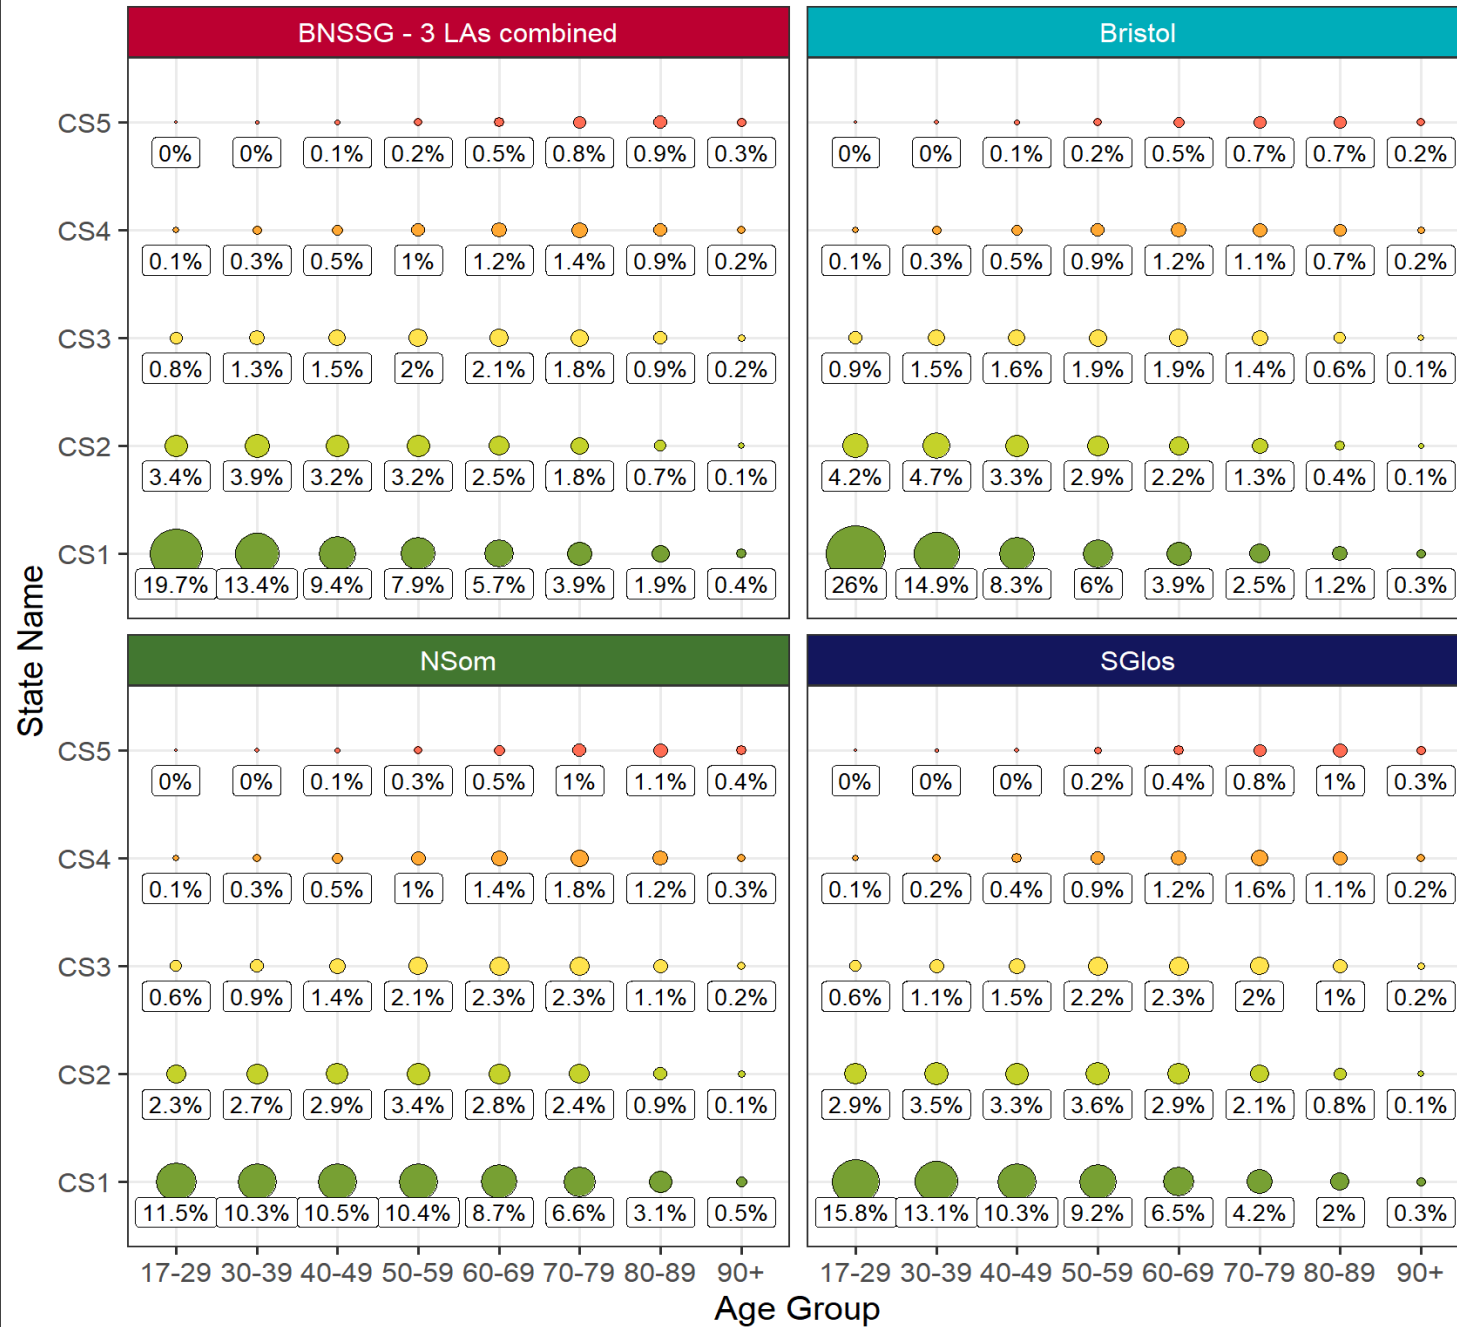 BNSSG - 3 LAs combined
CS5
0% 0% 0.1% 0.2% 0.5% 0.8% 0.9% 0.3%
CS4
0.1% 0.3% 0.5% 1% 1.2% 1.4% 0.9% 0.2%
CS3
0.8% 1.3% 1.5% 2% 2.1% 1.8% 0.9% 0.2%
CS2
3.4% 3.9% 3.2% 3.2% 2.5% 1.8% 0.7% 0.1%
CS1
19.7% 13.4% 9.4% 7.9% 5.7% 3.9% 1.9% 0.4%
Bristol
0% 0% 0.1% 0.2% 0.5% 0.7% 0.7% 0.2%
0.1% 0.3% 0.5% 0.9% 1.2% 1.1% 0.7% 0.2%
0.9% 1.5% 1.6% 1.9% 1.9% 1.4% 0.6% 0.1%
4.2% 4.7% 3.3% 2.9% 2.2% 1.3% 0.4% 0.1%
26% 14.9% 8.3% 6% 3.9% 2.5% 1.2% 0.3%
State Name
NSom
CS5
0% 0% 0.1% 0.3% 0.5% 1% 1.1% 0.4%
CS4
0.1% 0.3% 0.5% 1% 1.4% 1.8% 1.2% 0.3%
CS3
0.6% 0.9% 1.4% 2.1% 2.3% 2.3% 1.1% 0.2%
CS2
2.3% 2.7% 2.9% 3.4% 2.8% 2.4% 0.9% 0.1%
CS1
11.5% 10.3% 10.5% 10.4% 8.7% 6.6% 3.1% 0.5%
17-29 30-39 40-49 50-59 60-69 70-79 80-89 90+
SGlos
0% 0% 0% 0.2% 0.4% 0.8% 1% 0.3%
0.1% 0.2% 0.4% 0.9% 1.2% 1.6% 1.1% 0.2%
0.6% 1.1% 1.5% 2.2% 2.3% 2% 1% 0.2%
2.9% 3.5% 3.3% 3.6% 2.9% 2.1% 0.8% 0.1%
15.8% 13.1% 10.3% 9.2% 6.5% 4.2% 2% 0.3%
17-29 30-39 40-49 50-59 60-69 70-79 80-89 90+
Age Group